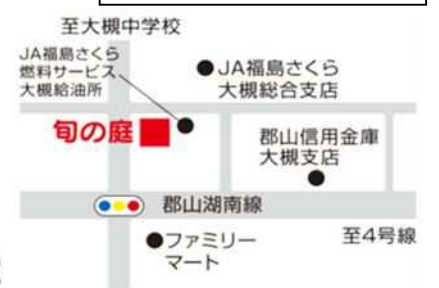 至大槻中学校
JA福島さくら
燃料サービス
大槻給油所
JA福島さくら
大槻総合支店
旬の庭
郡山信用金庫
大槻支店
郡山湖南線
ファミリー
マート
至4号線